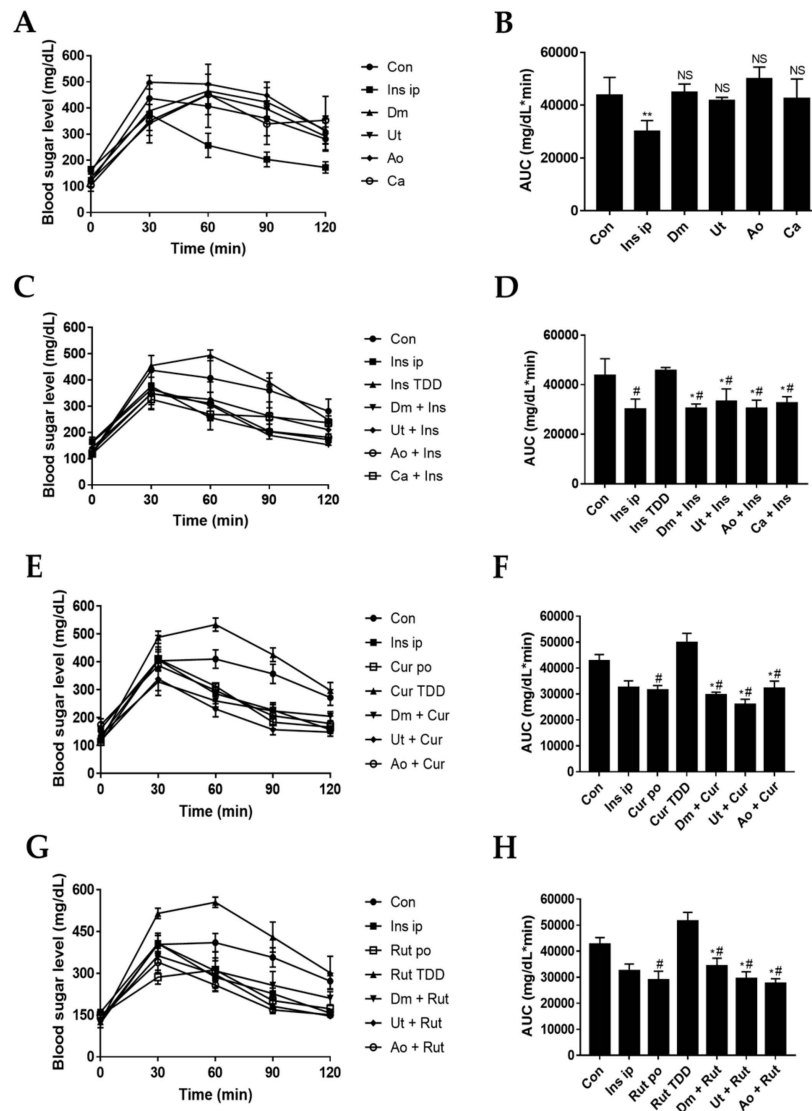 A
Blood sugar level (mg/dL)
600
500
400
300
200
100
0
0 30 60 90 120
Time (min)
Con
Ins ip
Dm
Ut
Ao
Ca
B
AUC (mg/dL*min)
60000
40000
20000
0
**
NS
NS
NS
NS
Con
Ins ip
Dm
Ut
Ao
Ca
C
Blood sugar level (mg/dL)
600
500
400
300
200
100
0
0 30 60 90 120
Time (min)
Con
Ins ip
Ins TDD
Dm + Ins
Ut + Ins
Ao + Ins
Ca + Ins
D
AUC (mg/dL*min)
60000
40000
20000
0
#
*#
*#
*#
*#
Con
Ins ip
Ins TDD
Dm + Ins
Ut + Ins
Ao + Ins
Ca + Ins
E
Blood sugar level (mg/dL)
600
500
400
300
200
100
0
0 30 60 90 120
Time (min)
Con
Ins ip
Cur po
Cur TDD
Dm + Cur
Ut + Cur
Ao + Cur
F
AUC (mg/dL*min)
60000
50000
40000
30000
20000
10000
0
#
*#
*#
*#
Con
Ins ip
Cur po
Cur TDD
Dm + Cur
Ut + Cur
Ao + Cur
G
Blood sugar level (mg/dL)
600
450
300
150
0
0 30 60 90 120
Time (min)
Con
Ins ip
Rut po
Rut TDD
Dm + Rut
Ut + Rut
Ao + Rut
H
AUC (mg/dL*min)
60000
50000
40000
30000
20000
10000
0
#
*#
*#
*#
Con
Ins ip
Rut po
Rut TDD
Dm + Rut
Ut + Rut
Ao + Rut